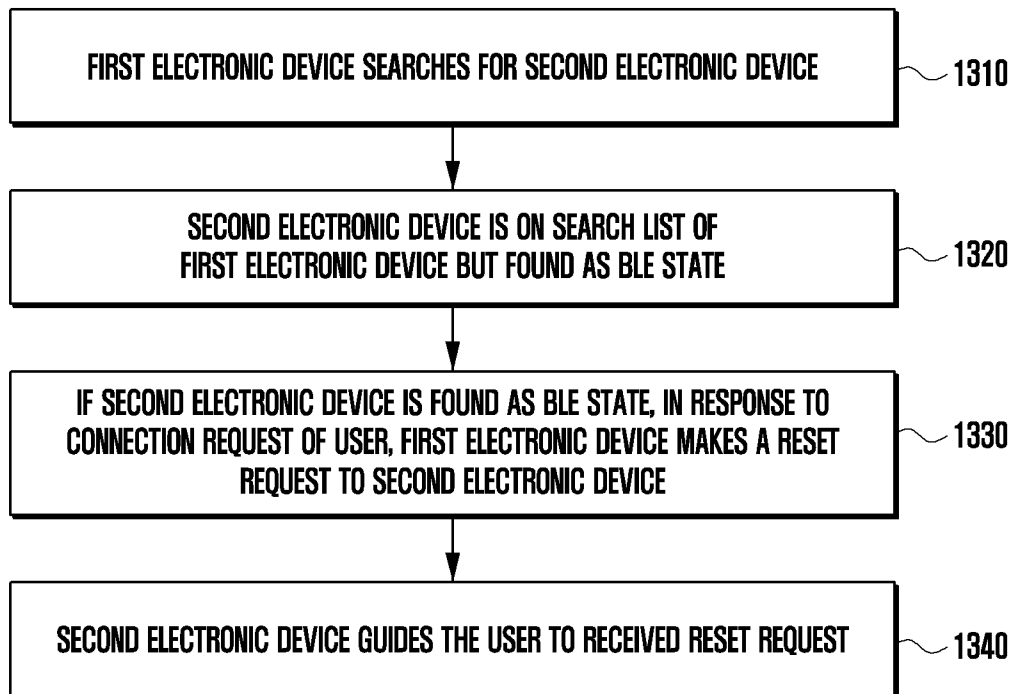 FIRST ELECTRONIC DEVICE SEARCHES FOR SECOND ELECTRONIC DEVICE
1310
SECOND ELECTRONIC DEVICE IS ON SEARCH LIST OF
FIRST ELECTRONIC DEVICE BUT FOUND AS BLE STATE
1320
IF SECOND ELECTRONIC DEVICE IS FOUND AS BLE STATE, IN RESPONSE TO
CONNECTION REQUEST OF USER, FIRST ELECTRONIC DEVICE MAKES A RESET
REQUEST TO SECOND ELECTRONIC DEVICE
1330
SECOND ELECTRONIC DEVICE GUIDES THE USER TO RECEIVED RESET REQUEST
1340